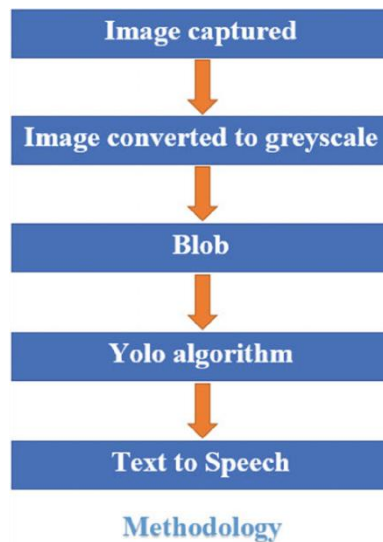 Image captured
Image converted to greyscale
Blob
Yolo algorithm
Text to Speech
Methodology